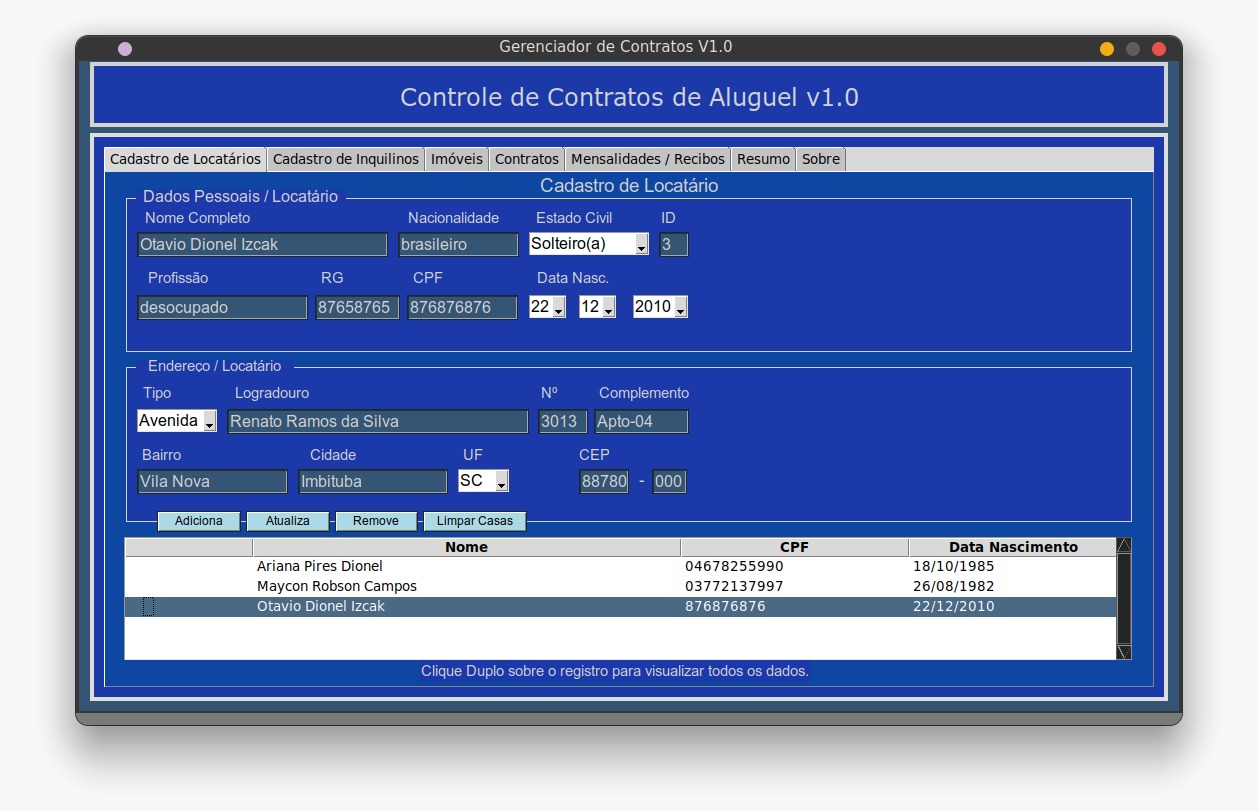 Gerenciador de Contratos V1.0
Controle de Contratos de Aluguel v1.0
Cadastro de Locatários Cadastro de Inquilinos Imóveis Contratos Mensalidades / Recibos Resumo Sobre
Cadastro de Locatário
Dados Pessoais / Locatário
Nome Completo Nacionalidade Estado Civil ID
Otavio Dionel Izcak brasileiro Solteiro(a) 3
Profissão RG CPF Data Nasc.
desocupado 87658765 876876876 22 12 2010
Endereço / Locatário
Tipo Logradouro Nº Complemento
Avenida Renato Ramos da Silva 3013 Apto-04
Bairro Cidade UF CEP
Vila Nova Imbituba SC 88780 - 000
Adiciona Atualiza Remove Limpar Casas
Nome CPF Data Nascimento
Ariana Pires Dionel 04678255990 18/10/1985
Maycon Robson Campos 03772137997 26/08/1982
Otavio Dionel Izcak 876876876 22/12/2010
Clique Duplo sobre o registro para visualizar todos os dados.